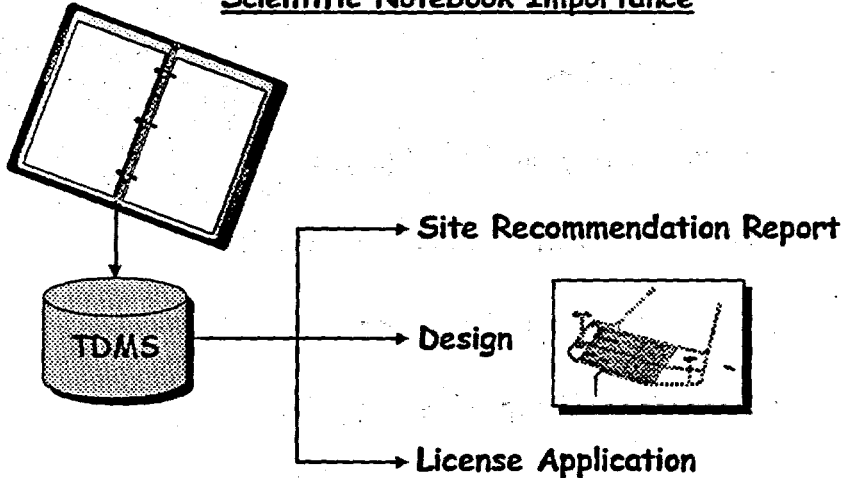 Scientific Notebook Importance
Site Recommendation Report
TDMS
Design
License Application